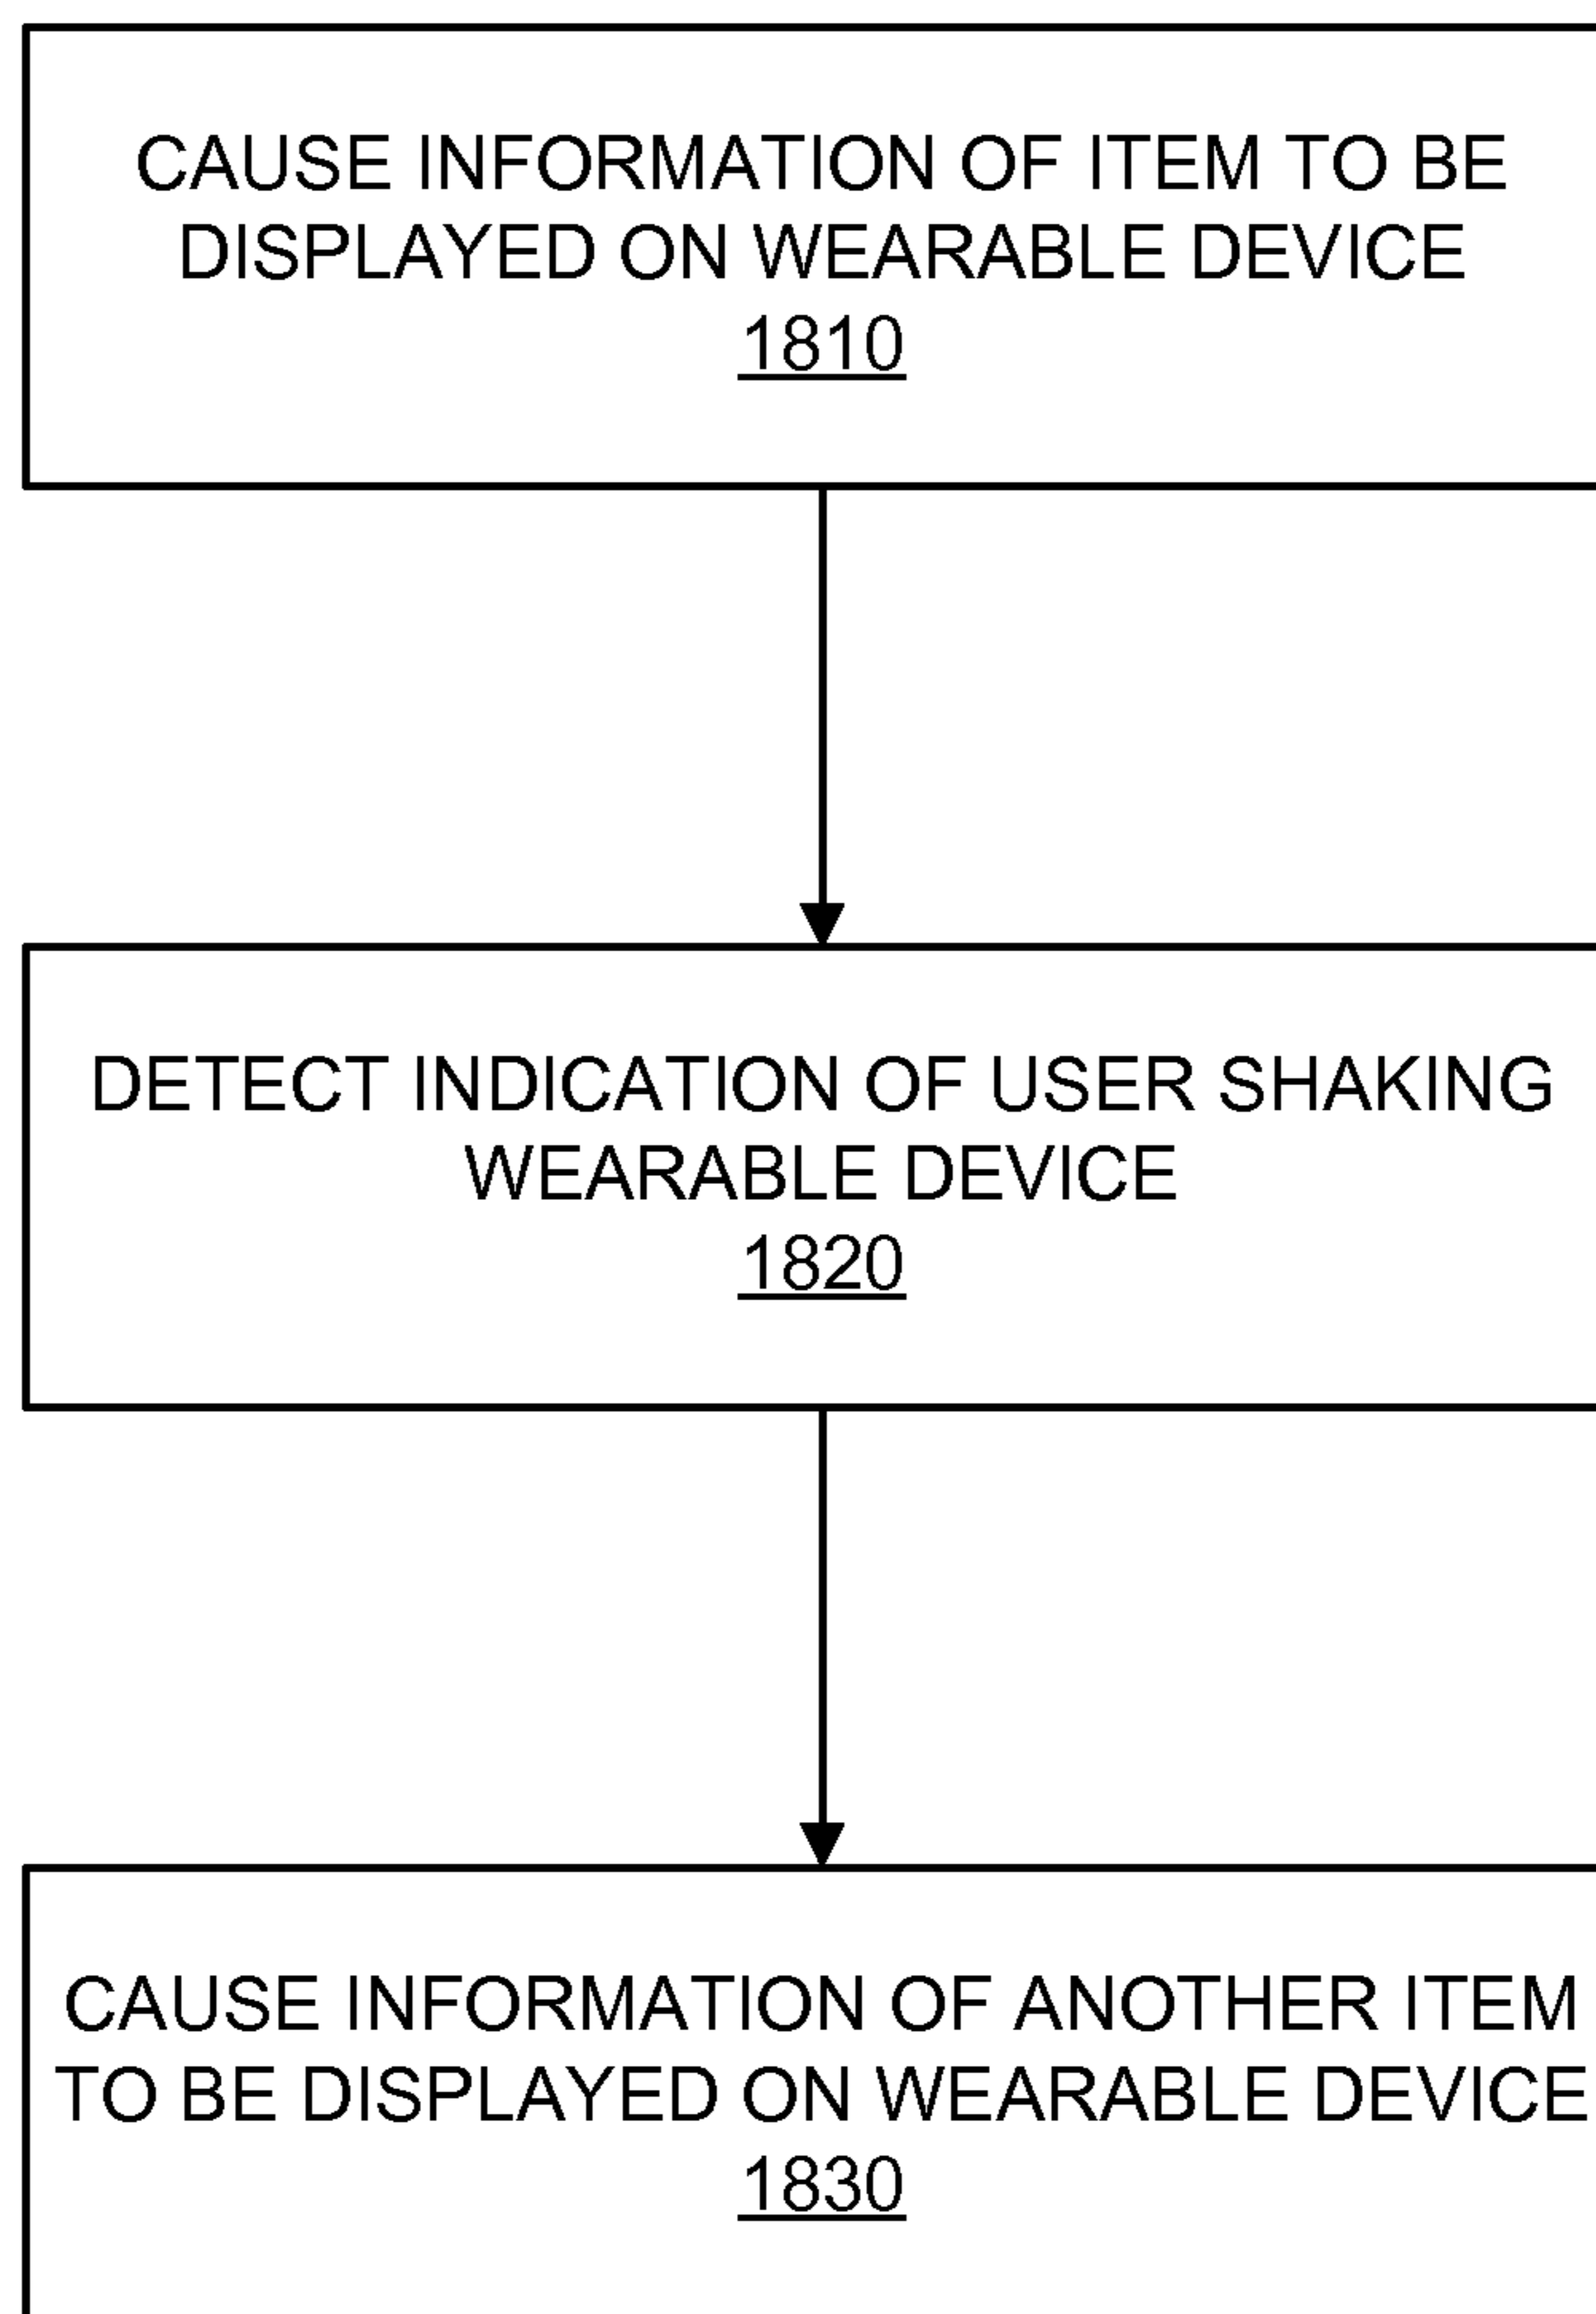 CAUSE INFORMATION OF ITEM TO BE
DISPLAYED ON WEARABLE DEVICE
1810
DETECT INDICATION OF USER SHAKING
WEARABLE DEVICE
1820
CAUSE INFORMATION OF ANOTHER ITEM
TO BE DISPLAYED ON WEARABLE DEVICE
1830